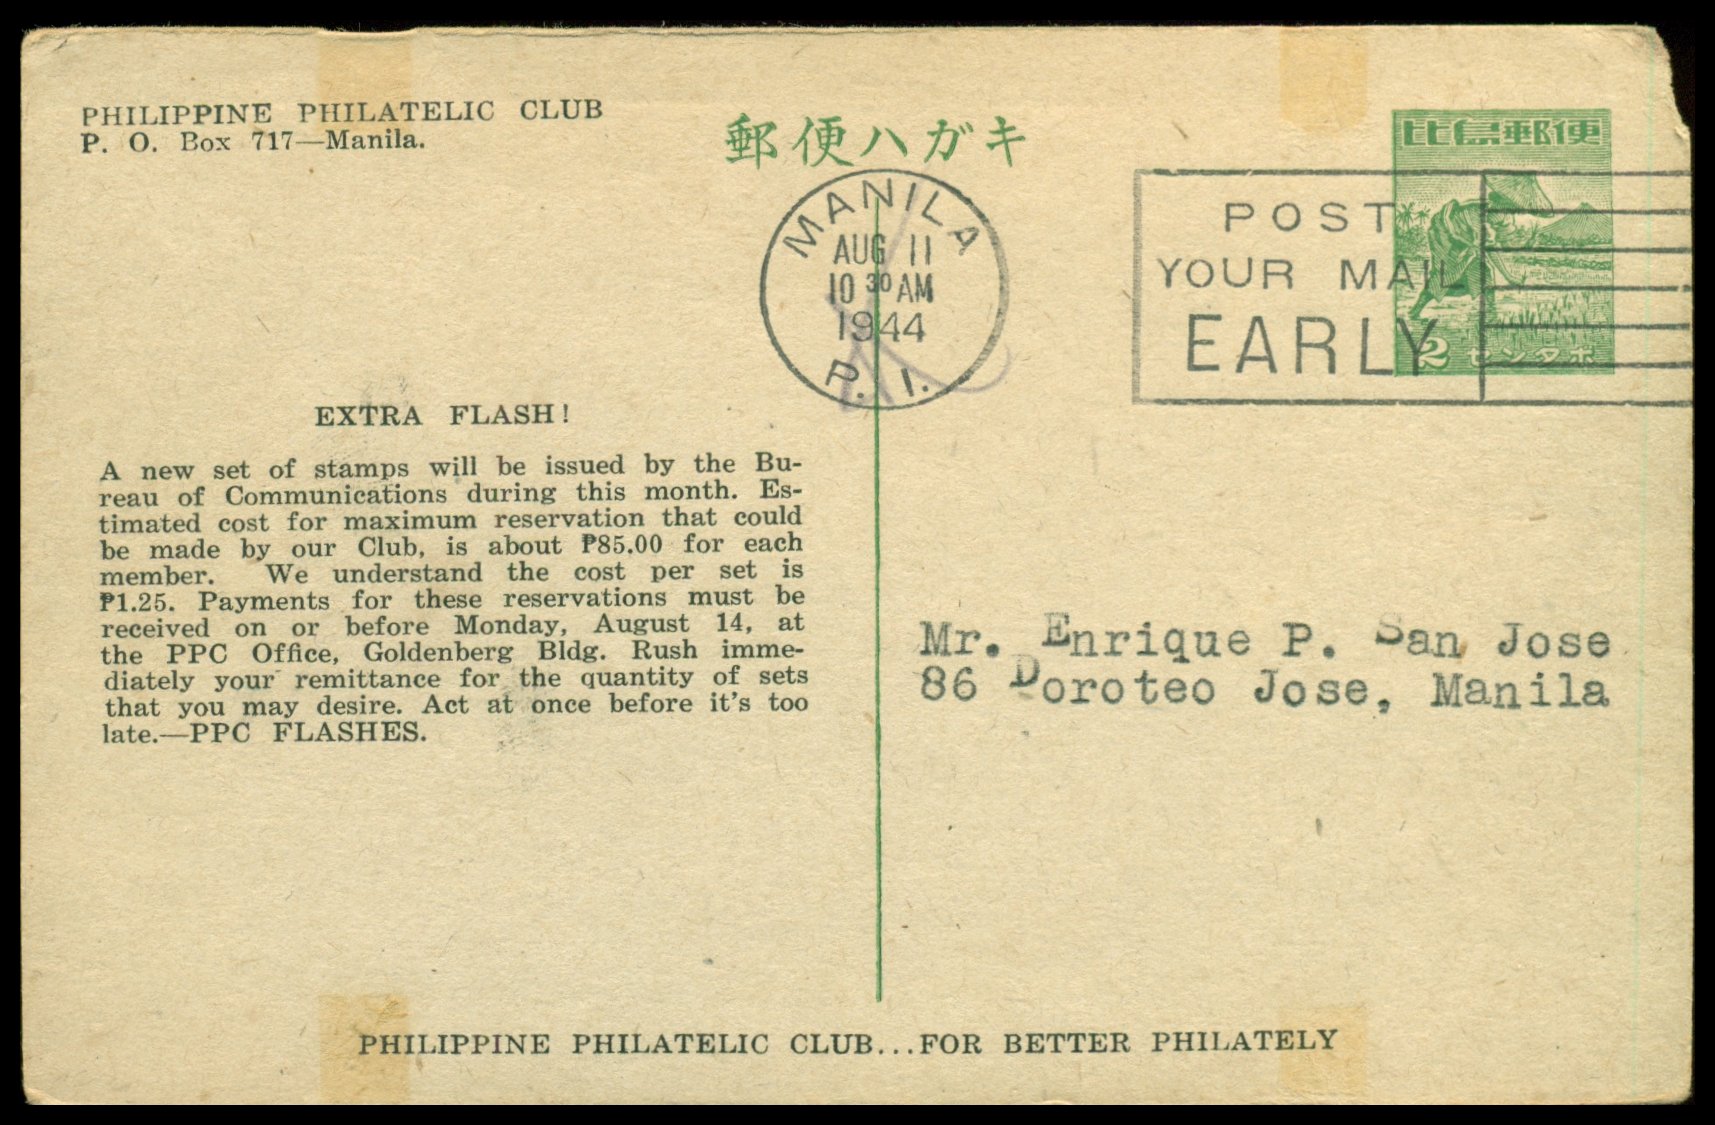 PHILIPPINE PHILATELIC CLUB
P. O. Box 717—Manila.
郵便ハガキ
比島郵便
2 センタボ
MANILA
AUG 11
10 30 AM
1944
P. I.
POST
YOUR MAIL
EARLY
EXTRA FLASH!
A new set of stamps will be issued by the Bu-
reau of Communications during this month. Es-
timated cost for maximum reservation that could
be made by our Club, is about ₱85.00 for each
member. We understand the cost per set is
₱1.25. Payments for these reservations must be
received on or before Monday, August 14, at
the PPC Office, Goldenberg Bldg. Rush imme-
diately your remittance for the quantity of sets
that you may desire. Act at once before it's too
late.—PPC FLASHES.
Mr. Enrique P. San Jose
86 Doroteo Jose, Manila
PHILIPPINE PHILATELIC CLUB...FOR BETTER PHILATELY